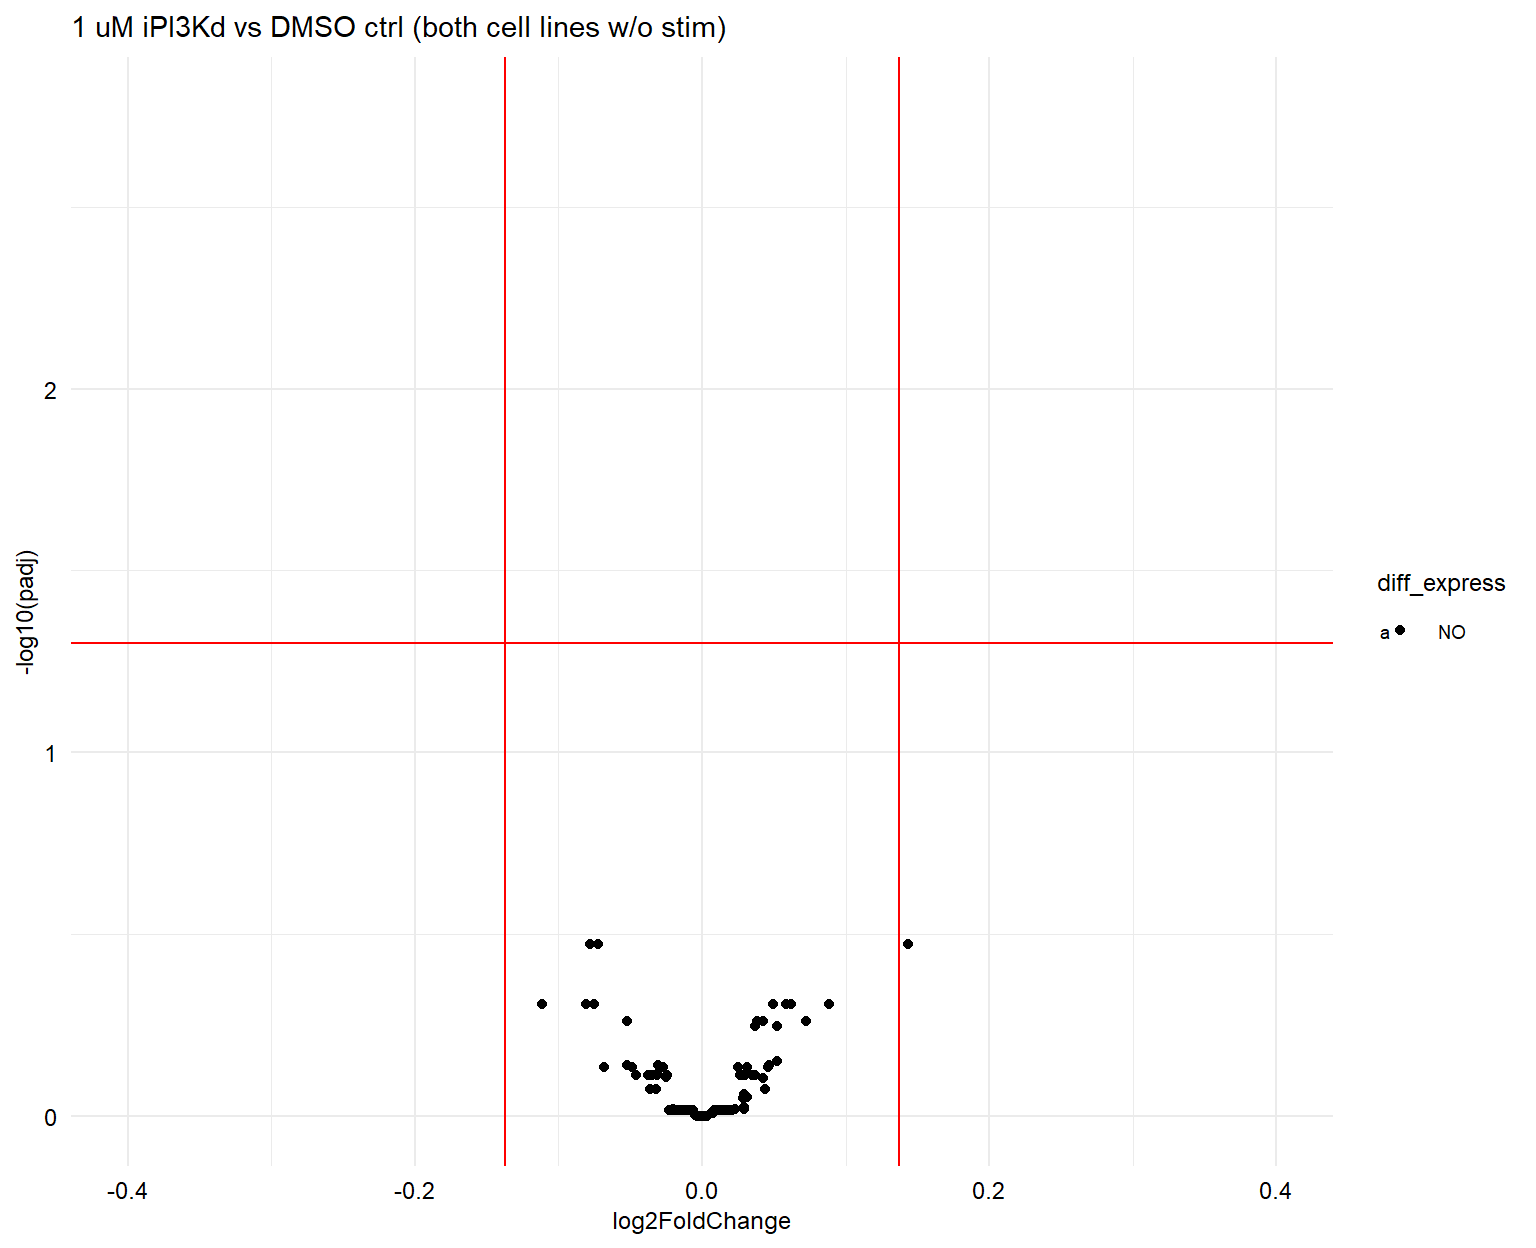 1 uM iPI3Kd vs DMSO ctrl (both cell lines w/o stim)
2
1
0
-log10(padj)
-0.4
-0.2
0.0
0.2
0.4
log2FoldChange
diff_express
a NO